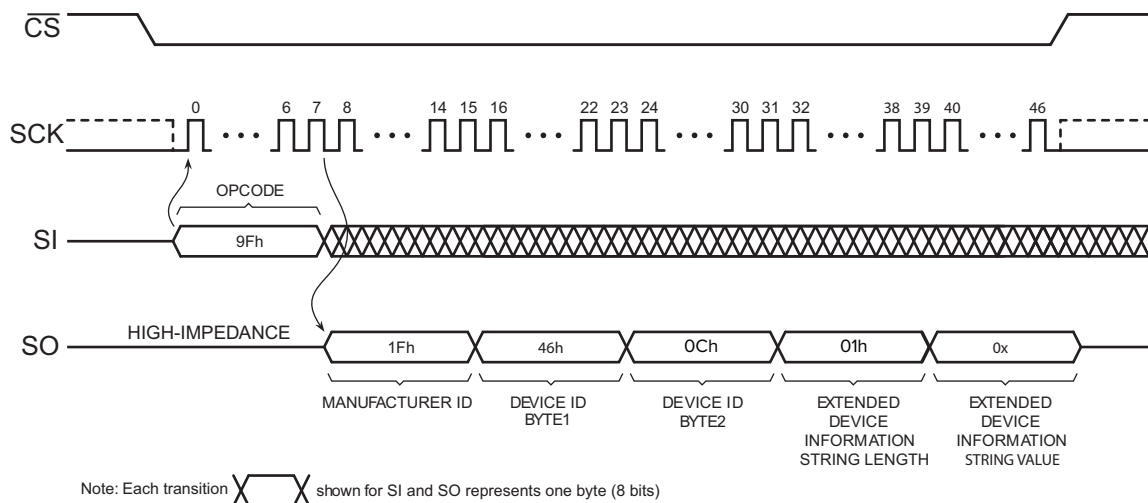 CS
SCK
0 6 7 8 14 15 16 22 23 24 30 31 32 38 39 40 46
OPCODE
SI
9Fh
HIGH-IMPEDANCE
SO
1Fh 46h 0Ch 01h 0x
MANUFACTURER ID
DEVICE ID
BYTE1
DEVICE ID
BYTE2
EXTENDED
DEVICE
INFORMATION
STRING LENGTH
EXTENDED
DEVICE
INFORMATION
STRING VALUE
Note: Each transition shown for SI and SO represents one byte (8 bits)